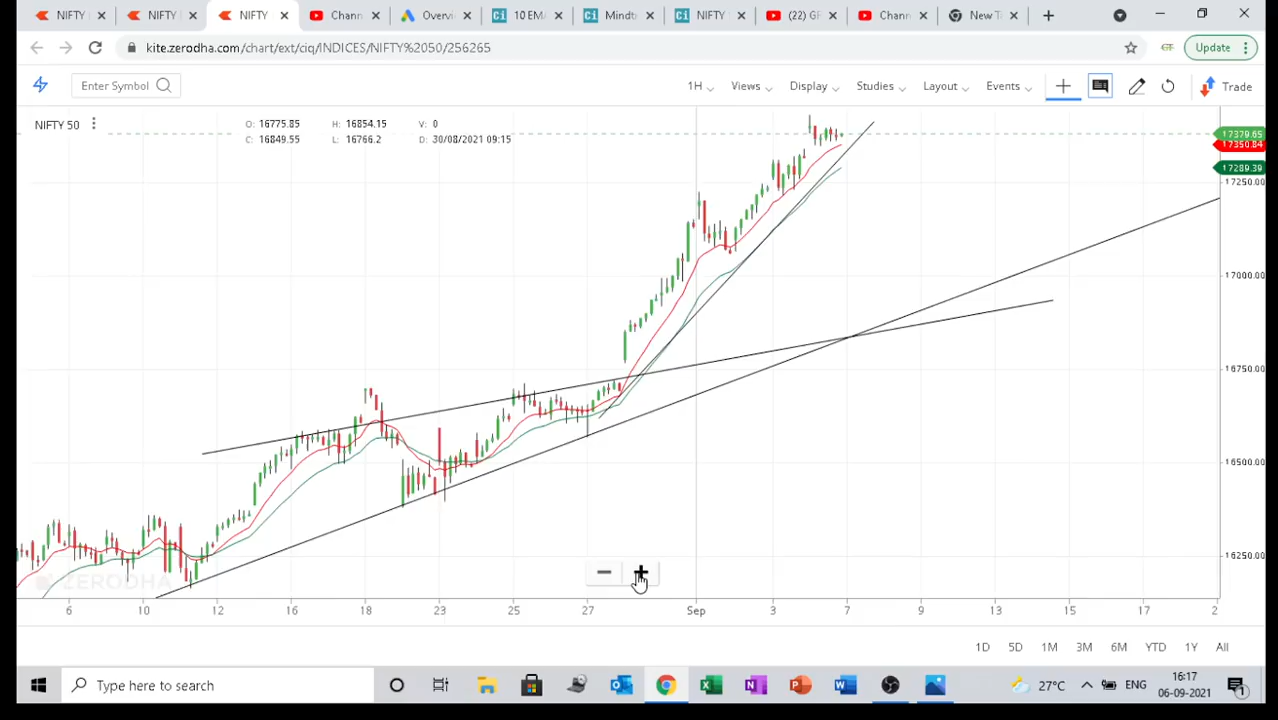 NIFTY NIFTY NIFTY Chann Overvi 10 EM Mindt NIFTY (22) GF Chann New T
kite.zerodha.com/chart/ext/ciq/INDICES/NIFTY%2050/256265 GT Update
Enter Symbol 1H Views Display Studies Layout Events Trade
NIFTY 50 O: 16775.85 H: 16854.15 V: 0
C: 16849.55 L: 16766.2 D: 30/08/2021 09:15
17379.65
17350.84
17289.39
17250.00
17000.00
16750.00
16500.00
16250.00
ZERODHA
6 10 12 16 18 23 25 27 Sep 3 7 9 13 15 17 2
1D 5D 1M 3M 6M YTD 1Y All
Type here to search 27°C ENG 16:17
06-09-2021 1